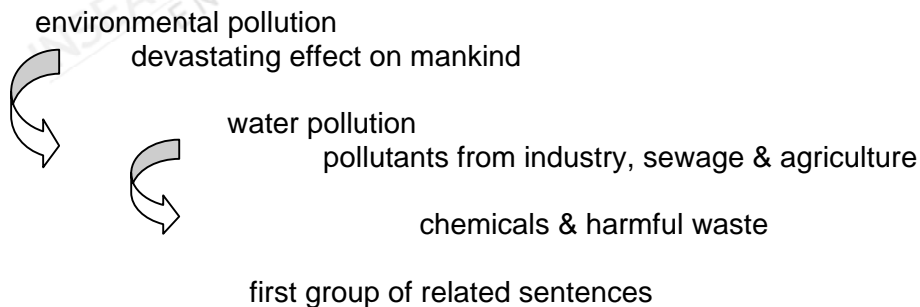 environmental pollution
devastating effect on mankind
water pollution
pollutants from industry, sewage & agriculture
chemicals & harmful waste
first group of related sentences